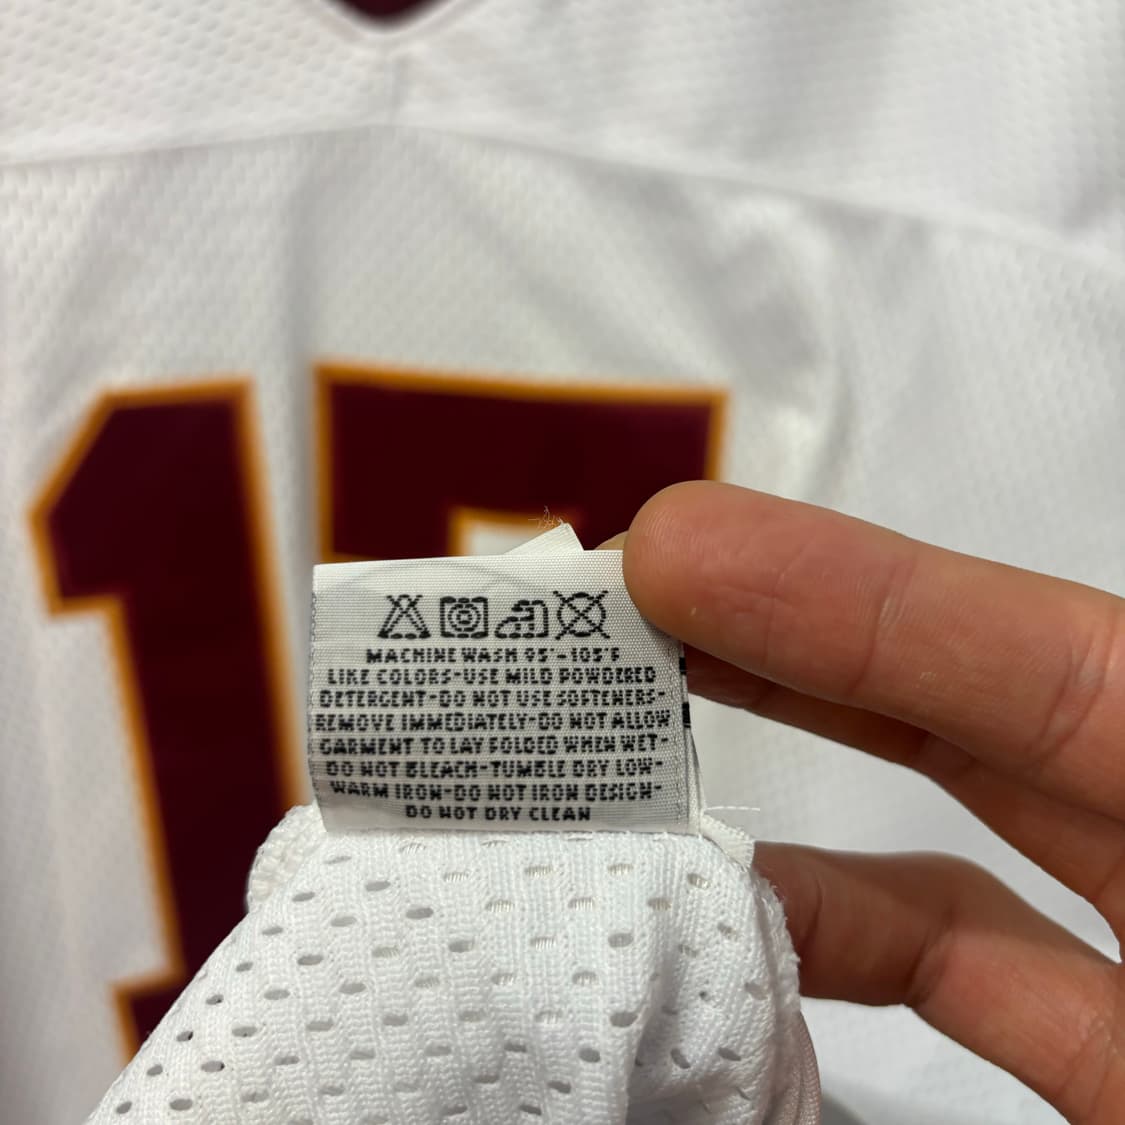 MACHINE WASH 95°-105°F
LIKE COLORS-USE MILD POWDERED
DETERGENT-DO NOT USE SOFTENERS-
REMOVE IMMEDIATELY-DO NOT ALLOW
GARMENT TO LAY FOLDED WHEN WET-
DO NOT BLEACH-TUMBLE DRY LOW-
WARM IRON-DO NOT IRON DESIGN-
DO NOT DRY CLEAN